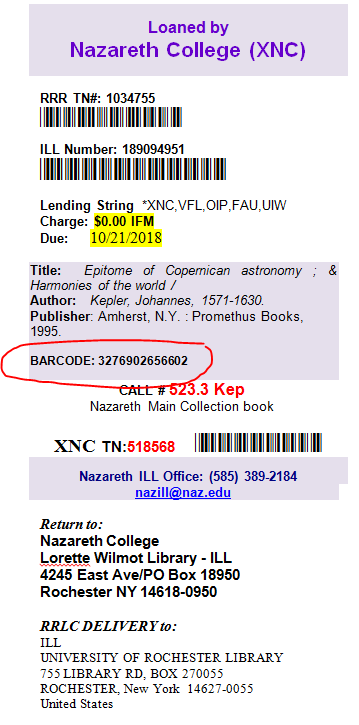 Loaned by
Nazareth College (XNC)
RRR TN#: 1034755
ILL Number: 189094951
Lending String *XNC,VFL,OIP,FAU,UIW
Charge: $0.00 IFM
Due: 10/21/2018
Title: Epitome of Copernican astronomy ; &
Harmonies of the world /
Author: Kepler, Johannes, 1571-1630.
Publisher: Amherst, N.Y. : Promethus Books,
1995.
BARCODE: 3276902656602
CALL # 523.3 Kep
Nazareth Main Collection book
XNC TN:518568
Nazareth ILL Office: (585) 389-2184
nazill@naz.edu
Return to:
Nazareth College
Lorette Wilmot Library - ILL
4245 East Ave/PO Box 18950
Rochester NY 14618-0950
RRLC DELIVERY to:
ILL
UNIVERSITY OF ROCHESTER LIBRARY
755 LIBRARY RD, BOX 270055
ROCHESTER, New York 14627-0055
United States